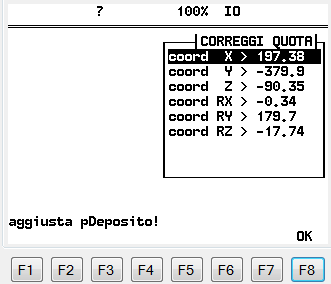 ? 100% IO
CORREGGI QUOTA
coord X > 197.38
coord Y > -379.9
coord Z > -90.35
coord RX > -0.34
coord RY > 179.7
coord RZ > -17.74
aggiusta pDeposito!
OK
F1 F2 F3 F4 F5 F6 F7 F8